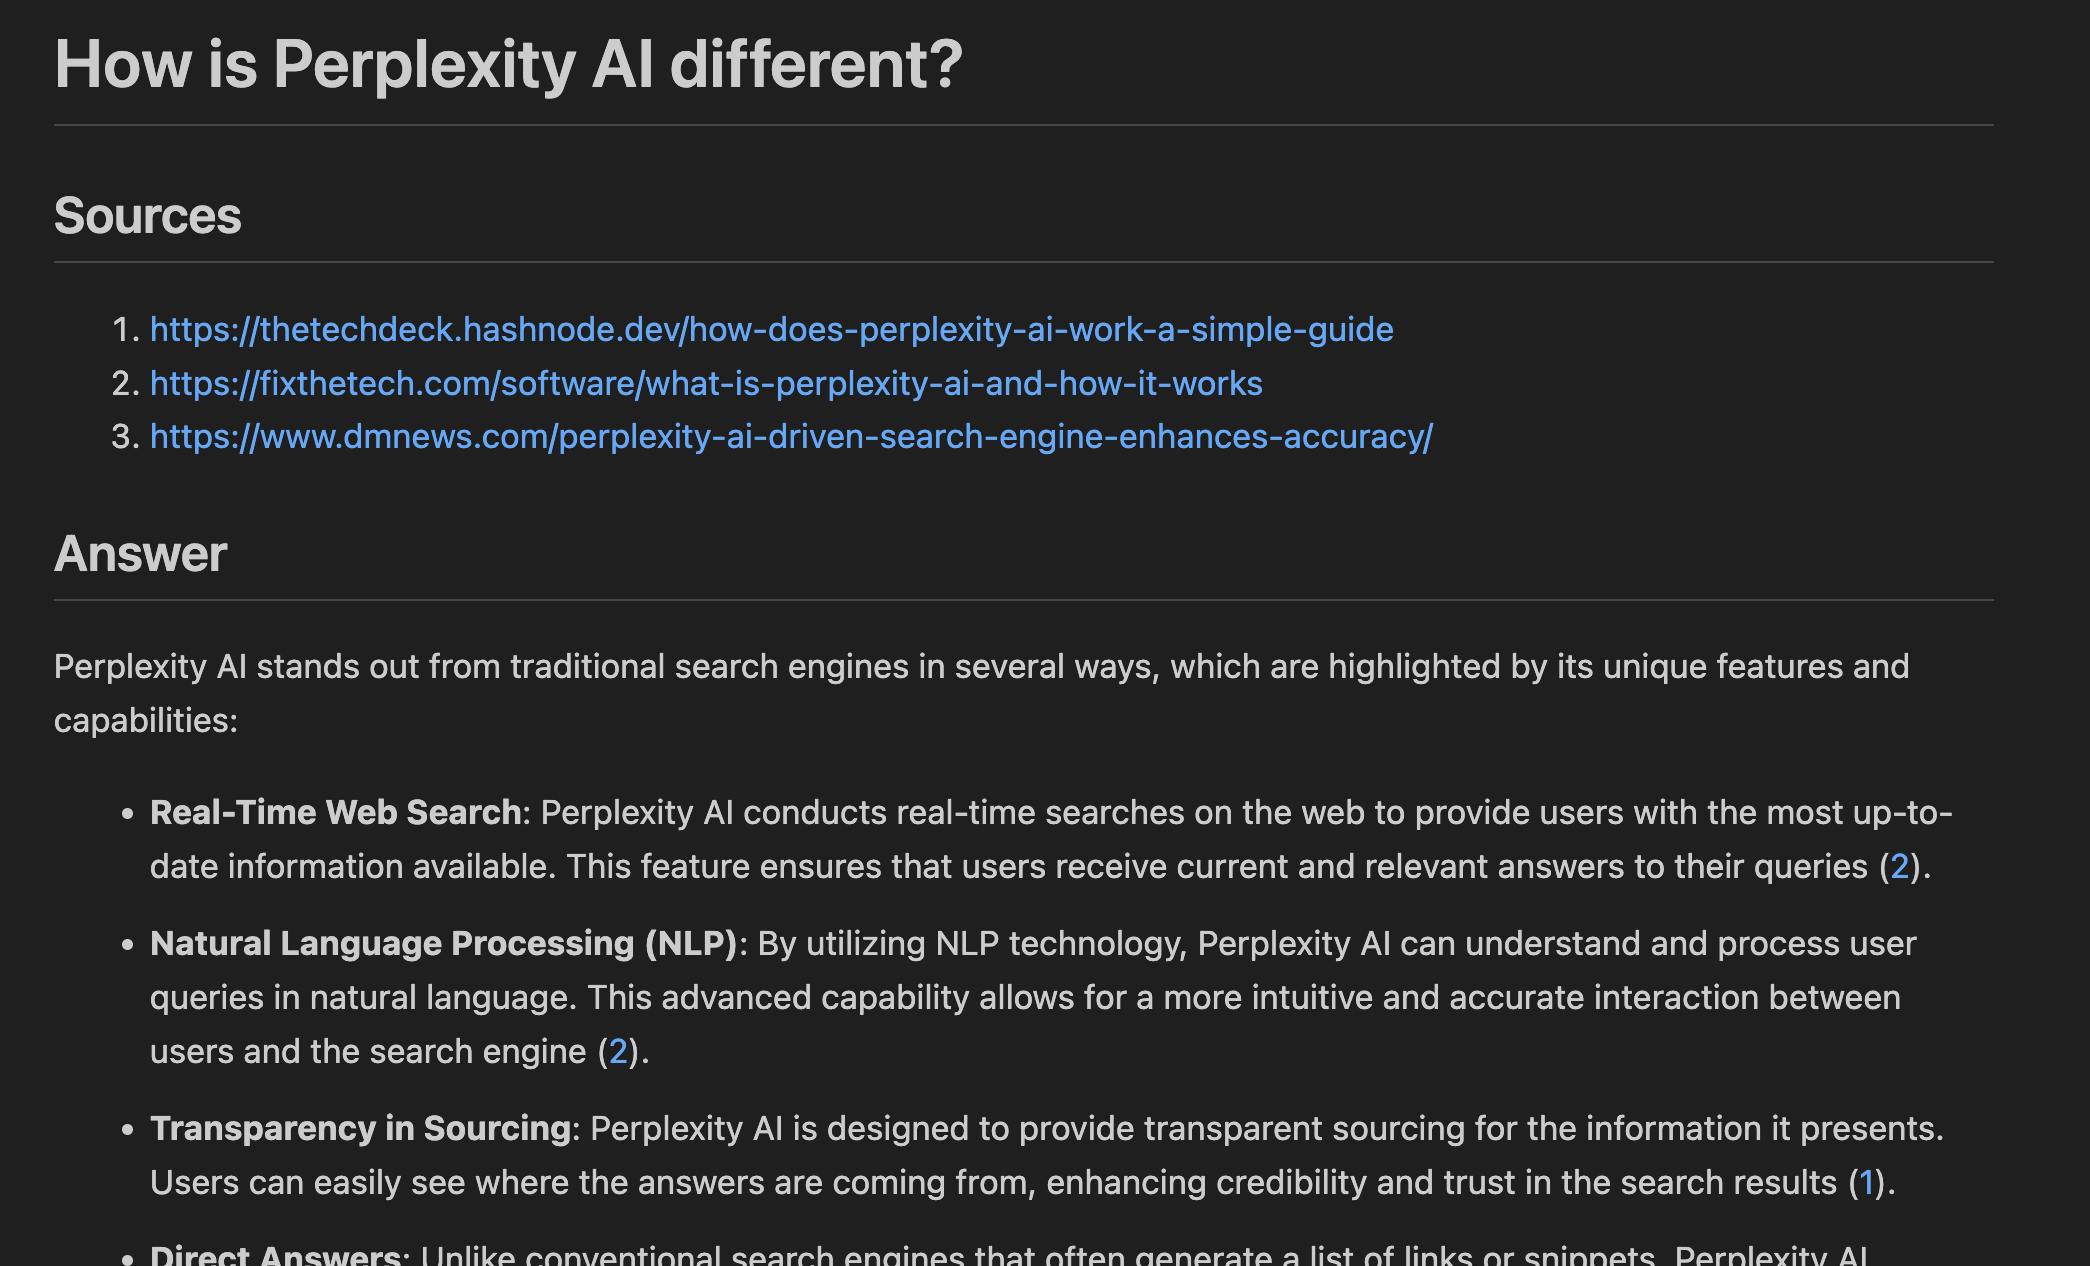 How is Perplexity AI different?
Sources
1. https://thetechdeck.hashnode.dev/how-does-perplexity-ai-work-a-simple-guide
2. https://fixthetech.com/software/what-is-perplexity-ai-and-how-it-works
3. https://www.dmnews.com/perplexity-ai-driven-search-engine-enhances-accuracy/
Answer
Perplexity AI stands out from traditional search engines in several ways, which are highlighted by its unique features and
capabilities:
• Real-Time Web Search: Perplexity AI conducts real-time searches on the web to provide users with the most up-to-
date information available. This feature ensures that users receive current and relevant answers to their queries (2).
• Natural Language Processing (NLP): By utilizing NLP technology, Perplexity AI can understand and process user
queries in natural language. This advanced capability allows for a more intuitive and accurate interaction between
users and the search engine (2).
• Transparency in Sourcing: Perplexity AI is designed to provide transparent sourcing for the information it presents.
Users can easily see where the answers are coming from, enhancing credibility and trust in the search results (1).
• Direct Answers: Unlike conventional search engines that often generate a list of links or snippets, Perplexity AI